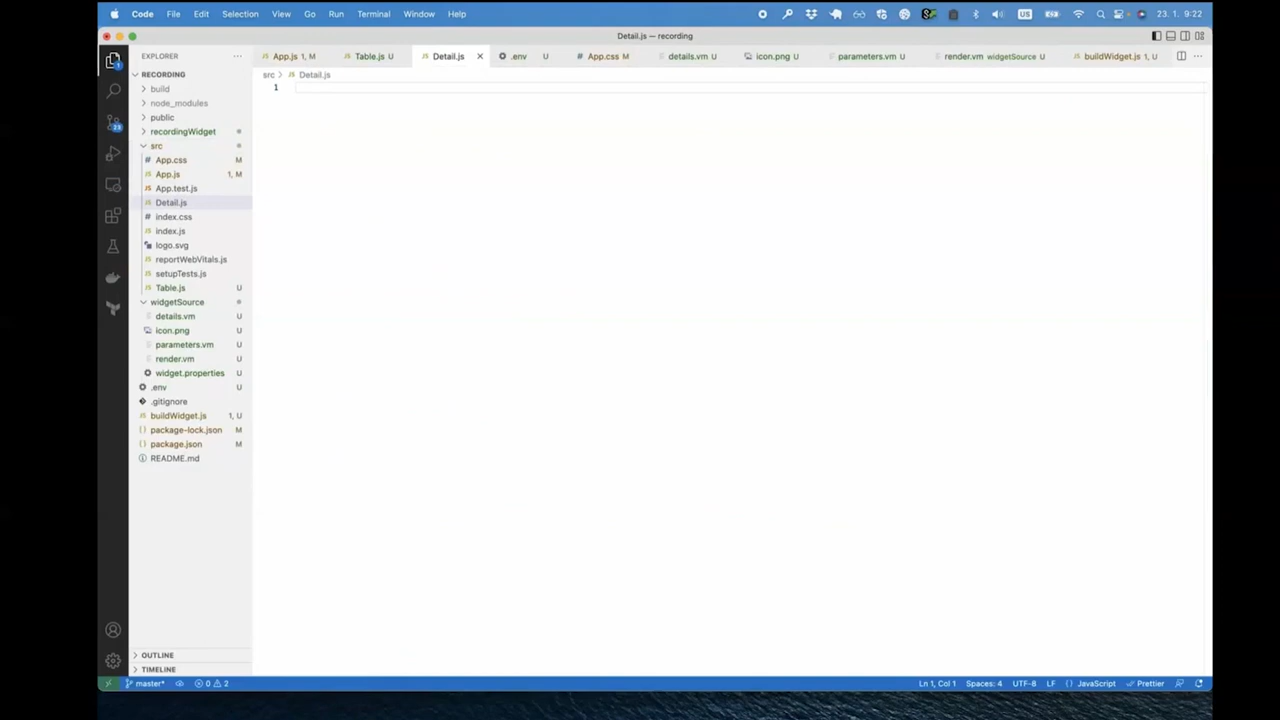 Code File Edit Selection View Go Run Terminal Window Help US 23. 1. 9:22
Detail.js — recording
EXPLORER
App.js 1, M Table.js U Detail.js .env U App.css M details.vm U icon.png U parameters.vm U render.vm widgetSource U buildWidget.js 1, U
RECORDING
src Detail.js
1
build
node_modules
public
recordingWidget
src
App.css M
App.js 1, M
App.test.js
Detail.js
index.css
index.js
logo.svg
reportWebVitals.js
setupTests.js
Table.js U
widgetSource
details.vm U
icon.png U
parameters.vm U
render.vm U
widget.properties U
.env U
.gitignore
buildWidget.js 1, U
package-lock.json M
package.json M
README.md
1
23
OUTLINE
TIMELINE
master* 0 2 Ln 1, Col 1 Spaces: 4 UTF-8 LF {} JavaScript Prettier